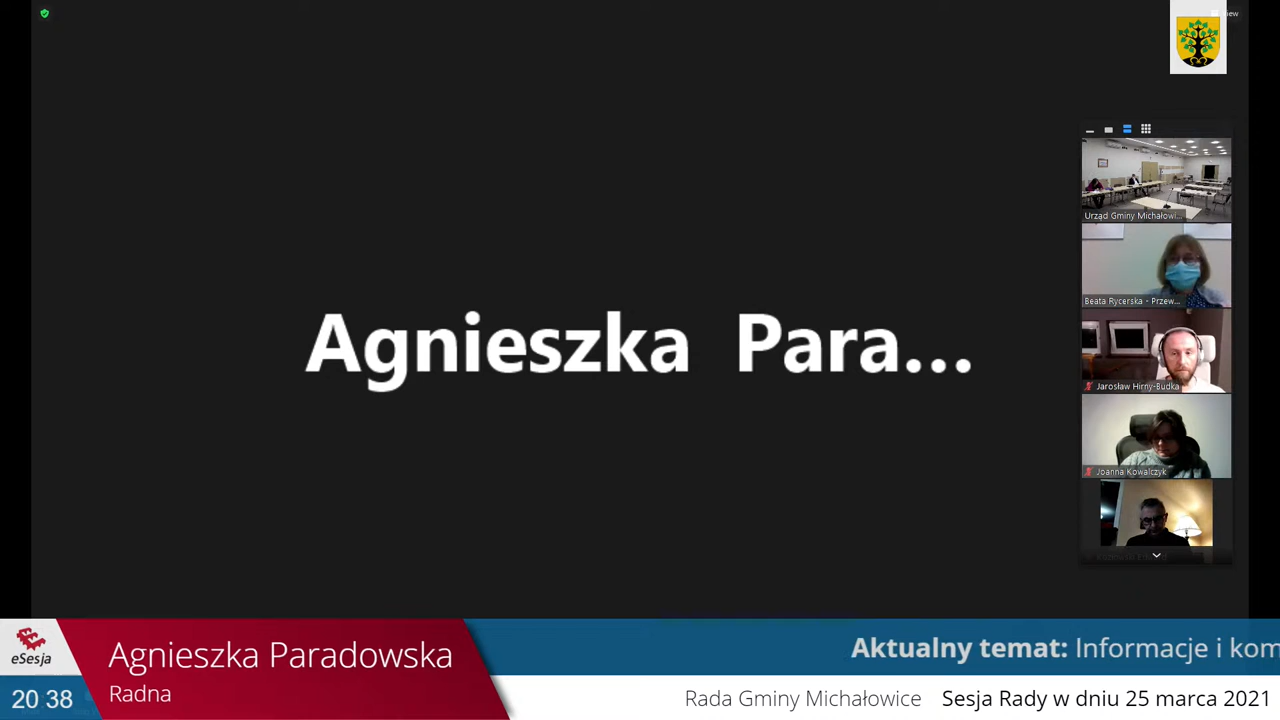 View
Agnieszka Para...
Urząd Gminy Michałowi...
Beata Rycerska - Przew...
Jarosław Hirny-Budka
Joanna Kowalczyk
eSesja
Agnieszka Paradowska
Radna
Aktualny temat: Informacje i kom
20:38
Rada Gminy Michałowice
Sesja Rady w dniu 25 marca 2021